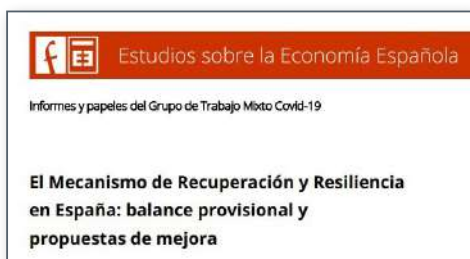 Estudios sobre la Economía Española
Informes y papeles del Grupo de Trabajo Mixto Covid-19
El Mecanismo de Recuperación y Resiliencia
en España: balance provisional y
propuestas de mejora